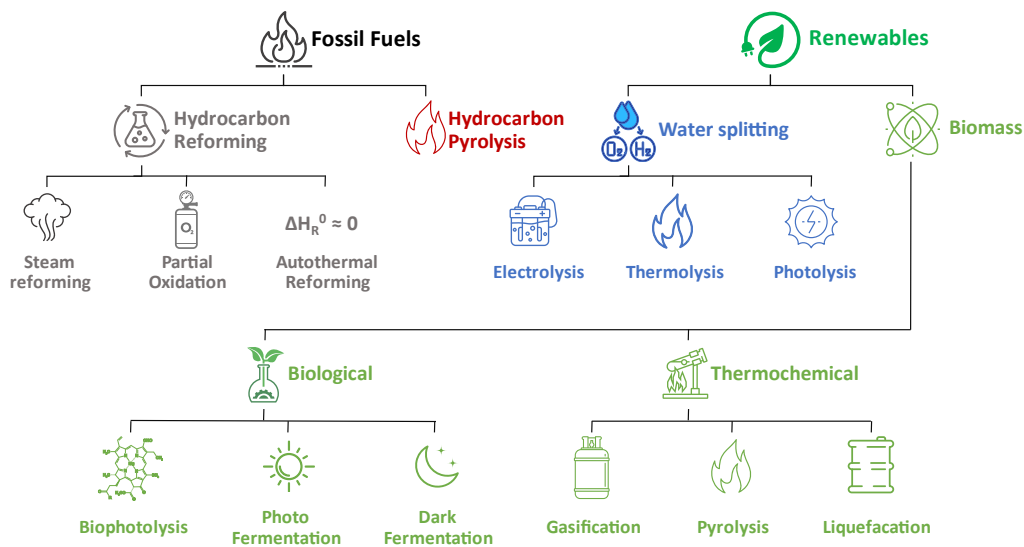 Fossil Fuels
Renewables
Hydrocarbon
Reforming
Hydrocarbon
Pyrolysis
Water splitting
O₂ H₂
Biomass
Steam
reforming
O₂
Partial
Oxidation
ΔH_R⁰ ≈ 0
Autothermal
Reforming
Electrolysis
Thermolysis
Photolysis
Biological
Thermochemical
Biophotolysis
Photo
Fermentation
Dark
Fermentation
Gasification
Pyrolysis
Liquefacation